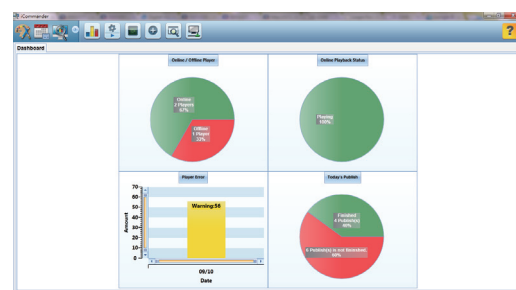 JCommander
?
Dashboard
Online / Offline Player
Online
2 Players
67%
Offline
1 Player
33%
Online Playback Status
Playing
100%
Player Error
70
60
50
40
30
20
10
0
Amount
Warning:56
09/10
Date
Today's Publish
Finished
4 Publish(s)
40%
6 Publish(s) is not finished.
60%